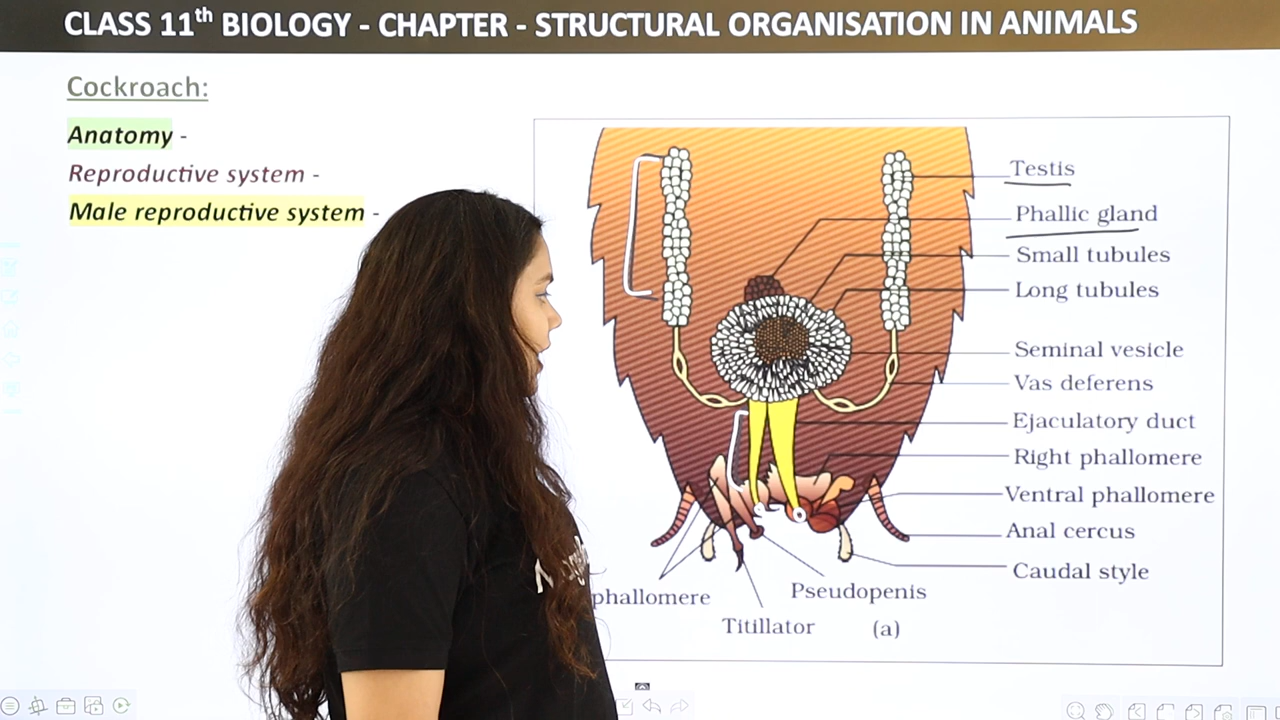 CLASS 11th BIOLOGY - CHAPTER - STRUCTURAL ORGANISATION IN ANIMALS
Cockroach:
Anatomy -
Reproductive system -
Male reproductive system -
Testis
Phallic gland
Small tubules
Long tubules
Seminal vesicle
Vas deferens
Ejaculatory duct
Right phallomere
Ventral phallomere
Anal cercus
Caudal style
phallomere
Pseudopenis
Titillator
(a)